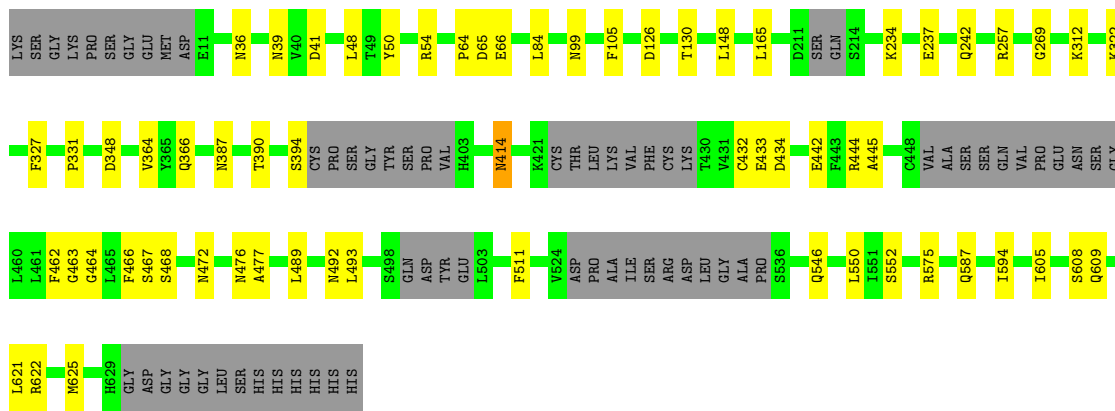 LYS SER GLY LYS PRO SER GLY GLU MET ASP E11 N36 N39 V40 D41 L48 T49 Y50 R54 P64 D65 E66 L84 N99 F105 D126 T130 L148 L165 D211 SER GLN S214 K234 E237 Q242 R257 G269 K312
F327 P331 D348 V364 Y365 Q366 N387 T390 S394 CYS PRO SER GLY TYR SER PRO VAL H403 N414 K421 CYS THR LEU LYS VAL PHE CYS LYS T430 V431 C432 E433 D434 E442 F443 R444 A445 C448 VAL ALA SER SER GLN VAL PRO GLU ASN SER GLY
L460 L461 F462 G463 G464 L465 F466 S467 S468 N472 N476 A477 L489 N492 L493 S498 GLN ASP TYR GLU L503 F511 V524 ASP PRO ALA ILE SER ARG ASP LEU GLY ALA PRO S536 Q546 L550 I551 S552 R575 Q587 I594 I605 S608 Q609
L621 R622 M625 H629 GLY ASP GLY GLY GLY LEU SER HIS HIS HIS HIS HIS HIS